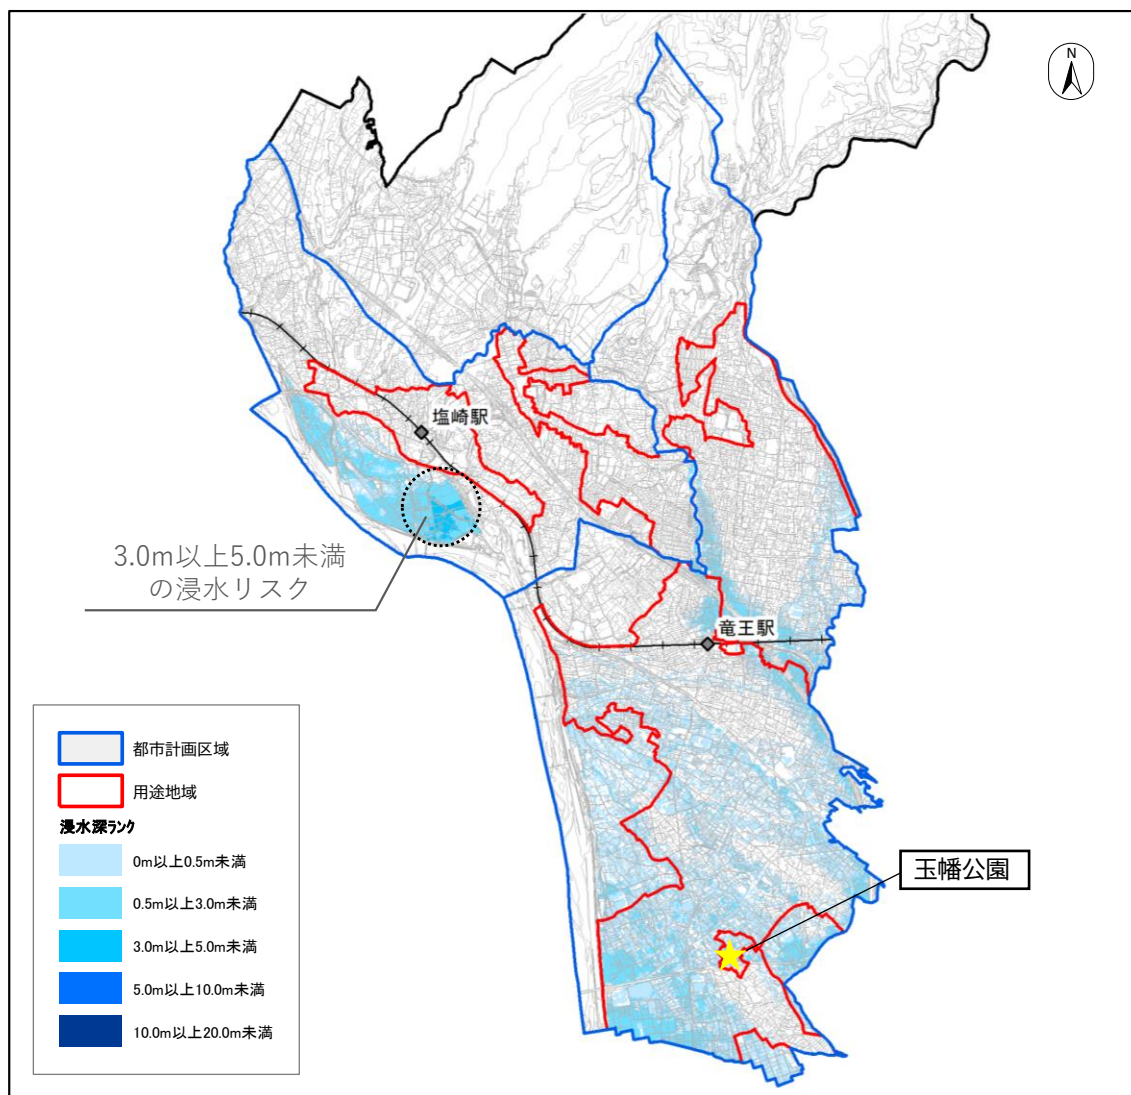 N
塩崎駅
3.0m以上5.0m未満
の浸水リスク
竜王駅
都市計画区域
用途地域
浸水深ランク
0m以上0.5m未満
0.5m以上3.0m未満
3.0m以上5.0m未満
5.0m以上10.0m未満
10.0m以上20.0m未満
玉幡公園